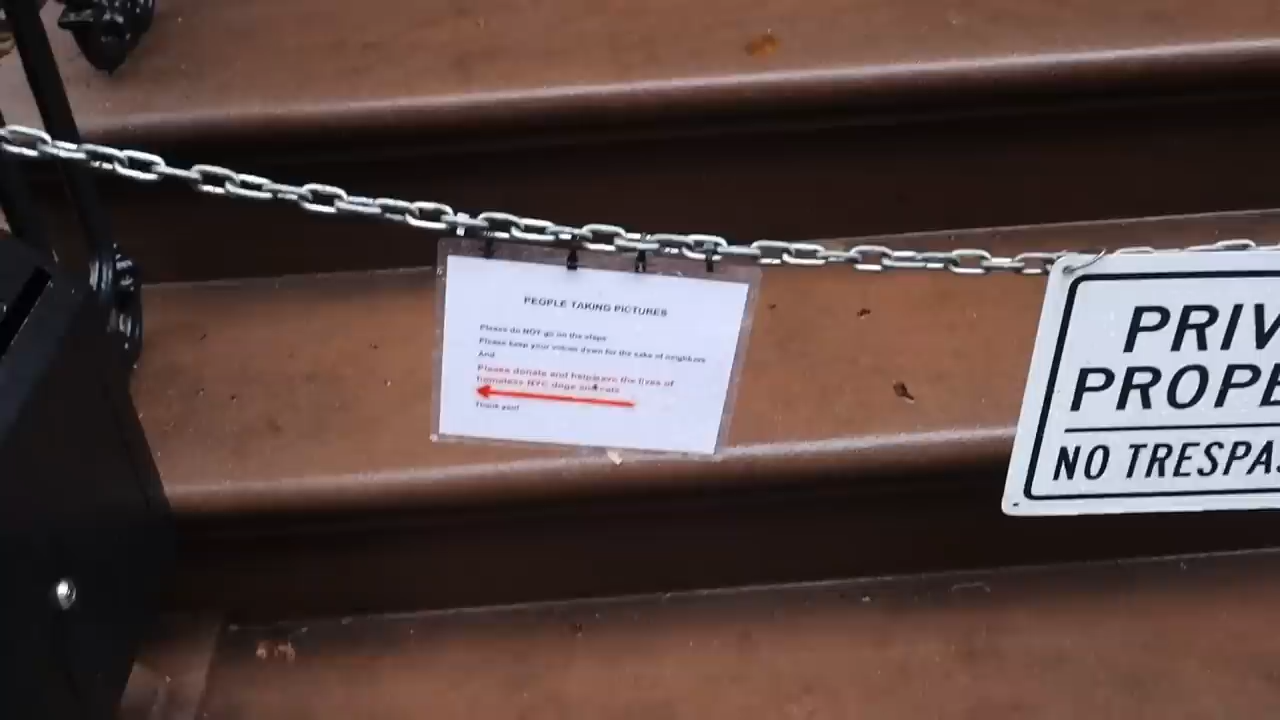 PEOPLE TAKING PICTURES
Please do NOT go on the steps
Please keep your voices down for the sake of neighbors
And
Please donate and help save the lives of
homeless NYC dogs and cats
Thank you!
PRIV
PROPE
NO TRESPAS